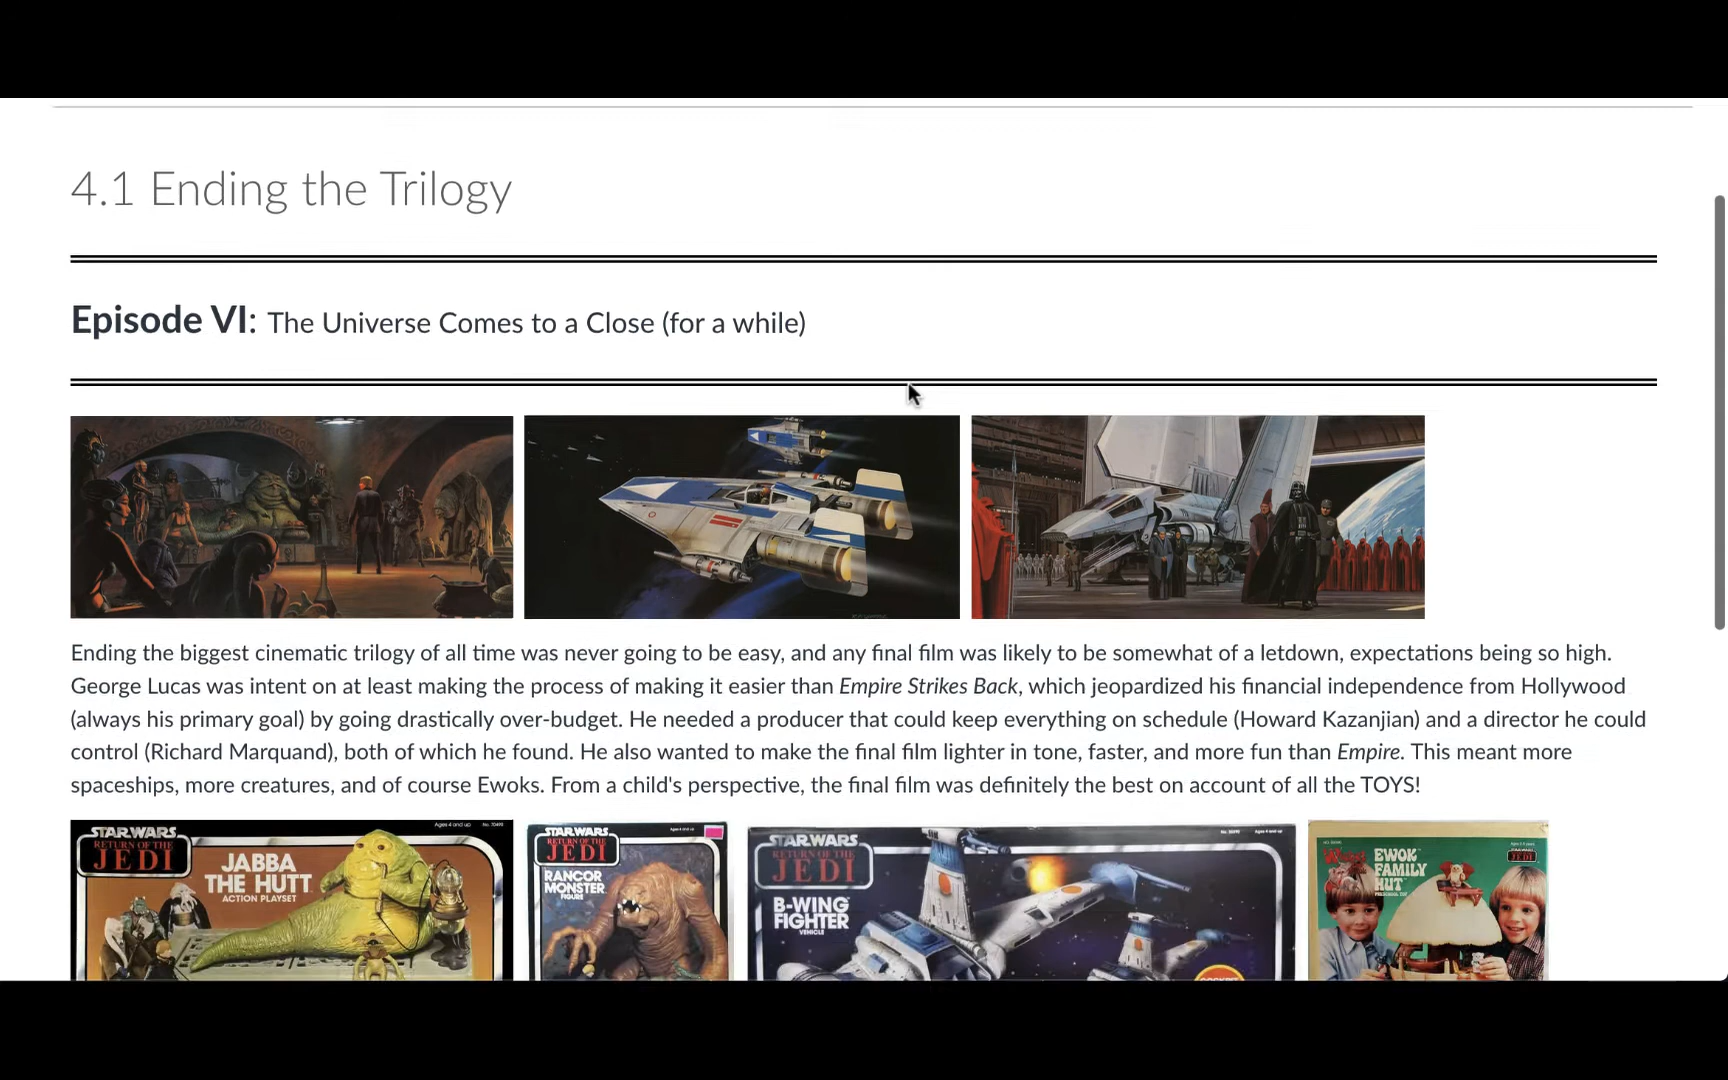 4.1 Ending the Trilogy
Episode VI: The Universe Comes to a Close (for a while)
Ending the biggest cinematic trilogy of all time was never going to be easy, and any final film was likely to be somewhat of a letdown, expectations being so high.
George Lucas was intent on at least making the process of making it easier than Empire Strikes Back, which jeopardized his financial independence from Hollywood
(always his primary goal) by going drastically over-budget. He needed a producer that could keep everything on schedule (Howard Kazanjian) and a director he could
control (Richard Marquand), both of which he found. He also wanted to make the final film lighter in tone, faster, and more fun than Empire. This meant more
spaceships, more creatures, and of course Ewoks. From a child's perspective, the final film was definitely the best on account of all the TOYS!
STAR WARS
RETURN OF THE
JEDI
JABBA
THE HUTT
ACTION PLAYSET
Ages 4 and up
STAR WARS
RETURN OF THE
JEDI
RANCOR
MONSTER
FIGURE
STAR WARS
RETURN OF THE
JEDI
B-WING
FIGHTER
VEHICLE
EWOK
FAMILY
HUT
JEDI